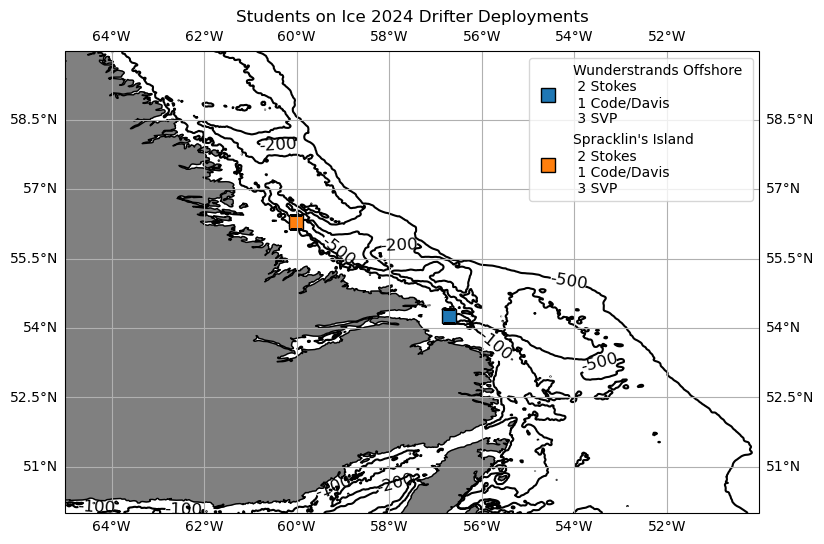 Students on Ice 2024 Drifter Deployments
64°W 62°W 60°W 58°W 56°W 54°W 52°W
Wunderstrands Offshore
2 Stokes
1 Code/Davis
3 SVP
Spracklin's Island
2 Stokes
1 Code/Davis
3 SVP
58.5°N 58.5°N
-200
57°N 57°N
-500 -200
55.5°N 55.5°N
-500
54°N 54°N
-100
-500
52.5°N 52.5°N
51°N 51°N
-200
-100 -100
64°W 62°W 60°W 58°W 56°W 54°W 52°W